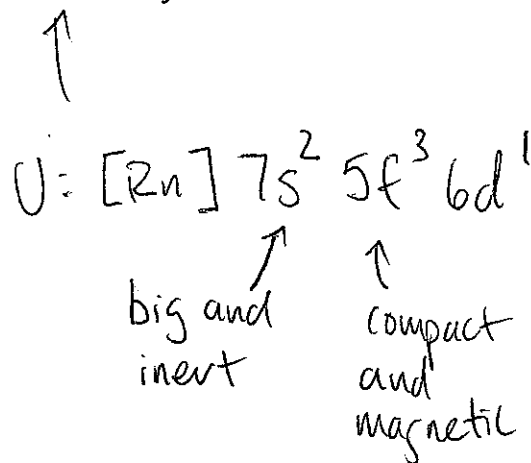 U: [Rn] 7s² 5f³ 6d¹
big and
inert
compact
and
magnetic